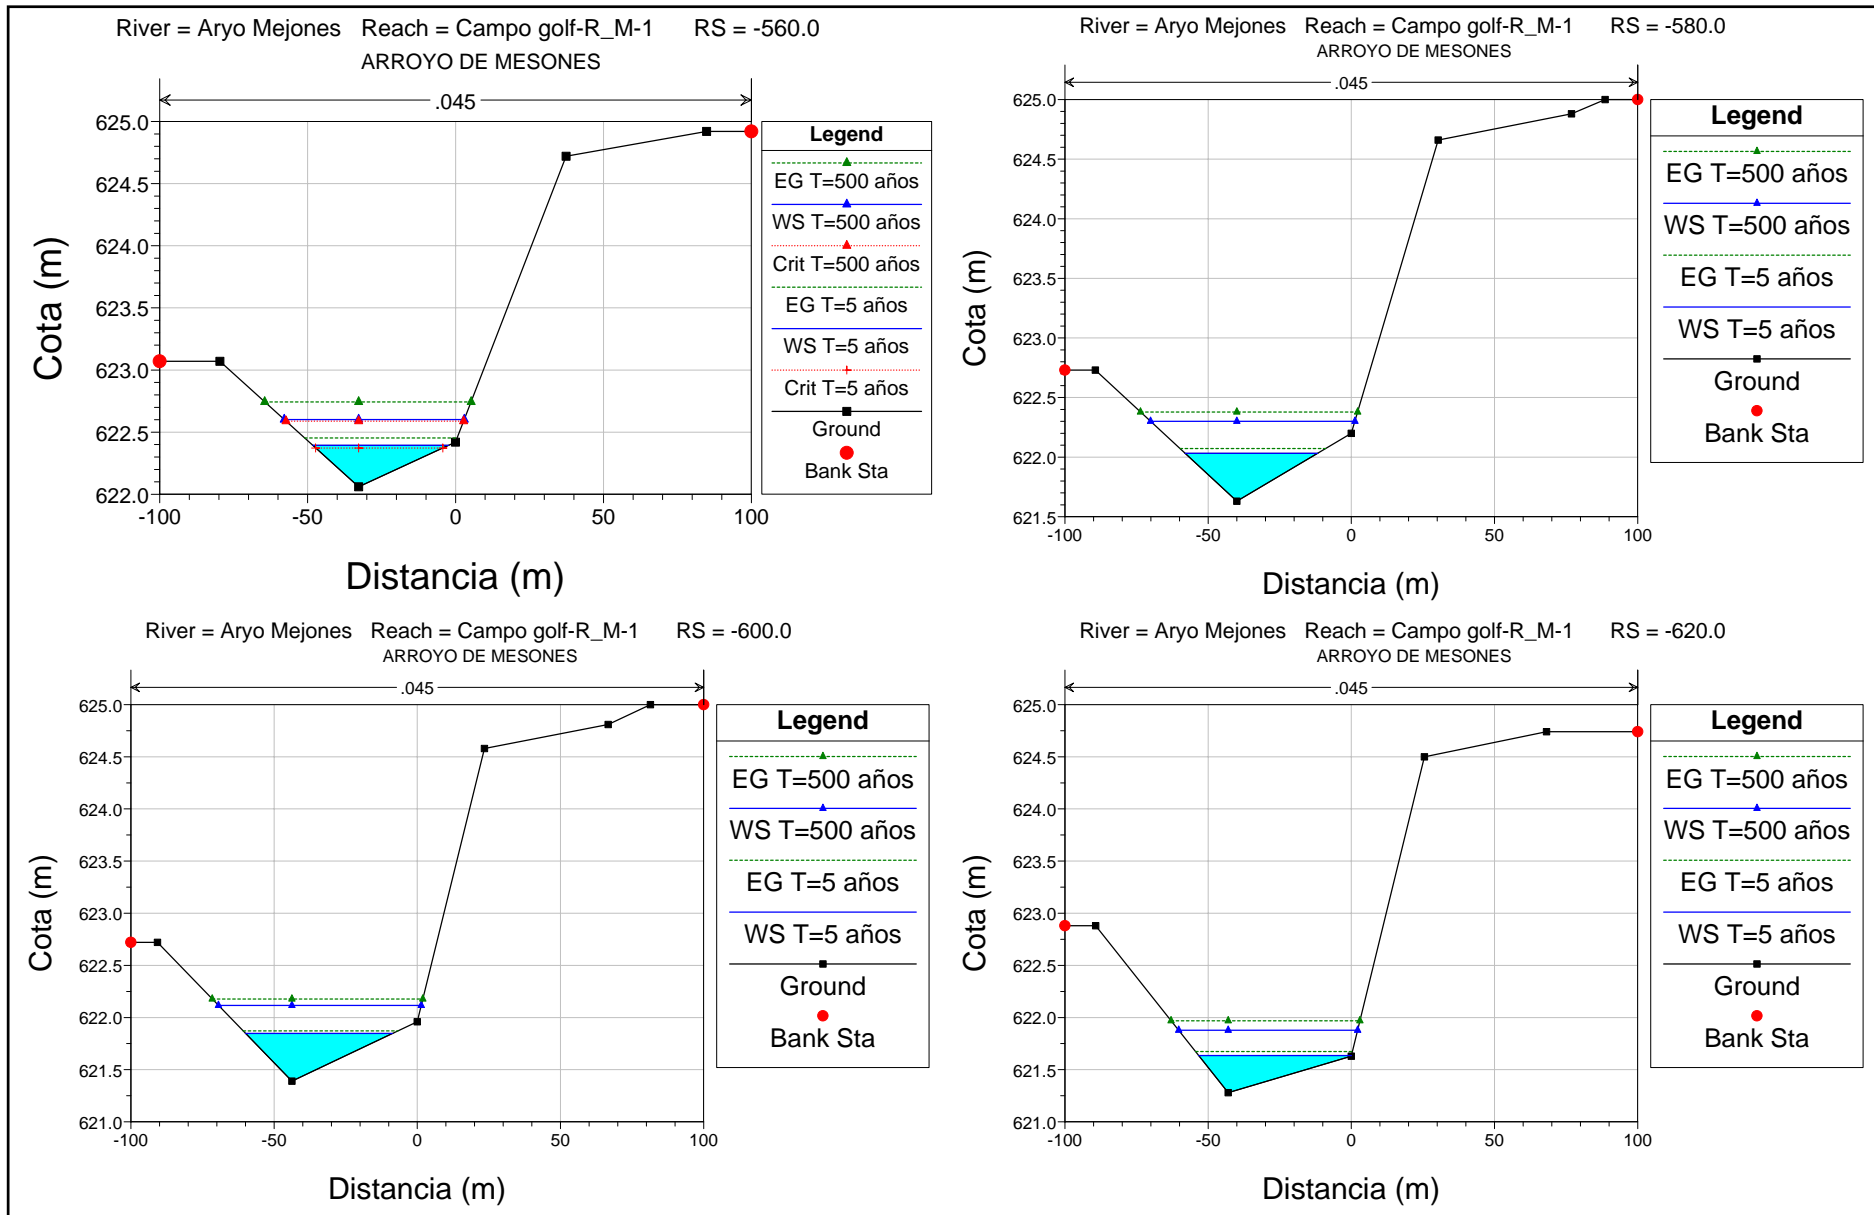 River = Aryo Mejones Reach = Campo golf-R_M-1 RS = -560.0
ARROYO DE MESONES
.045
625.0
624.5
624.0
623.5
623.0
622.5
622.0
-100 -50 0 50 100
Cota (m)
Distancia (m)
Legend
EG T=500 años
WS T=500 años
Crit T=500 años
EG T=5 años
WS T=5 años
Crit T=5 años
Ground
Bank Sta
River = Aryo Mejones Reach = Campo golf-R_M-1 RS = -580.0
ARROYO DE MESONES
.045
625.0
624.5
624.0
623.5
623.0
622.5
622.0
621.5
-100 -50 0 50 100
Cota (m)
Distancia (m)
Legend
EG T=500 años
WS T=500 años
EG T=5 años
WS T=5 años
Ground
Bank Sta
River = Aryo Mejones Reach = Campo golf-R_M-1 RS = -600.0
ARROYO DE MESONES
.045
625.0
624.5
624.0
623.5
623.0
622.5
622.0
621.5
621.0
-100 -50 0 50 100
Cota (m)
Distancia (m)
Legend
EG T=500 años
WS T=500 años
EG T=5 años
WS T=5 años
Ground
Bank Sta
River = Aryo Mejones Reach = Campo golf-R_M-1 RS = -620.0
ARROYO DE MESONES
.045
625.0
624.5
624.0
623.5
623.0
622.5
622.0
621.5
621.0
-100 -50 0 50 100
Cota (m)
Distancia (m)
Legend
EG T=500 años
WS T=500 años
EG T=5 años
WS T=5 años
Ground
Bank Sta